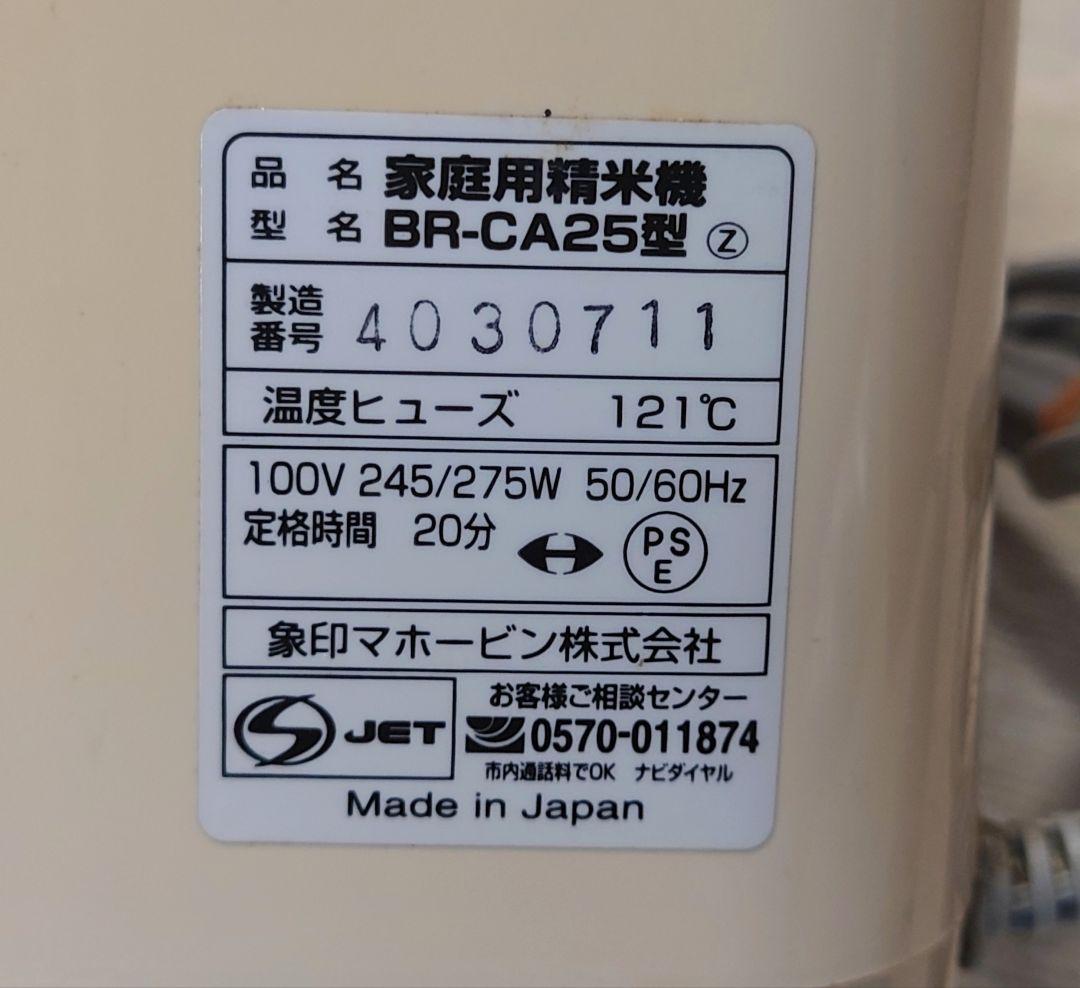 品 名 家庭用精米機
型 名 BR-CA25型 Ⓩ
製造番号 4030711
温度ヒューズ 121℃
100V 245/275W 50/60Hz
定格時間 20分
PS
E
象印マホービン株式会社
JET
お客様ご相談センター
0570-011874
市内通話料でOK ナビダイヤル
Made in Japan